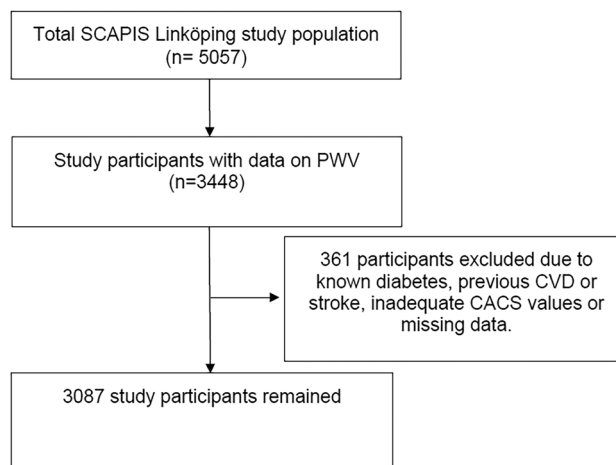 Total SCAPIS Linköping study population
(n= 5057)
Study participants with data on PWV
(n=3448)
361 participants excluded due to
known diabetes, previous CVD or
stroke, inadequate CACS values or
missing data.
3087 study participants remained